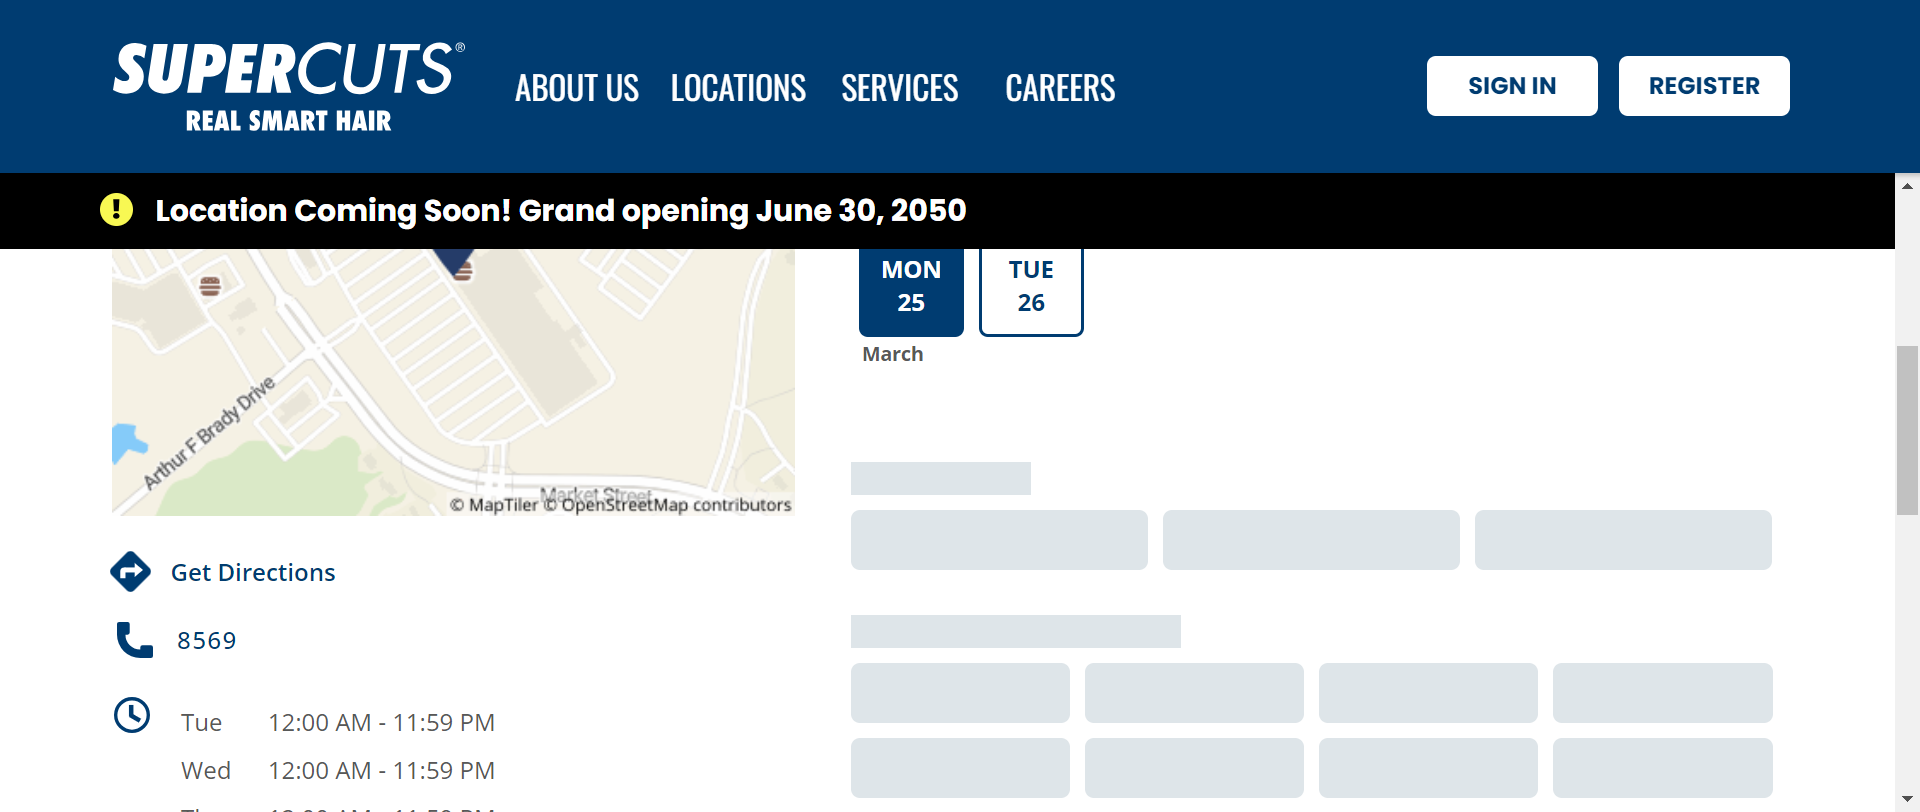 SUPERCUTS®
REAL SMART HAIR
ABOUT US
LOCATIONS
SERVICES
CAREERS
SIGN IN
REGISTER
Location Coming Soon! Grand opening June 30, 2050
Arthur F Brady Drive
Market Street
© MapTiler © OpenStreetMap contributors
Get Directions
8569
Tue 12:00 AM - 11:59 PM
Wed 12:00 AM - 11:59 PM
MON
25
TUE
26
March